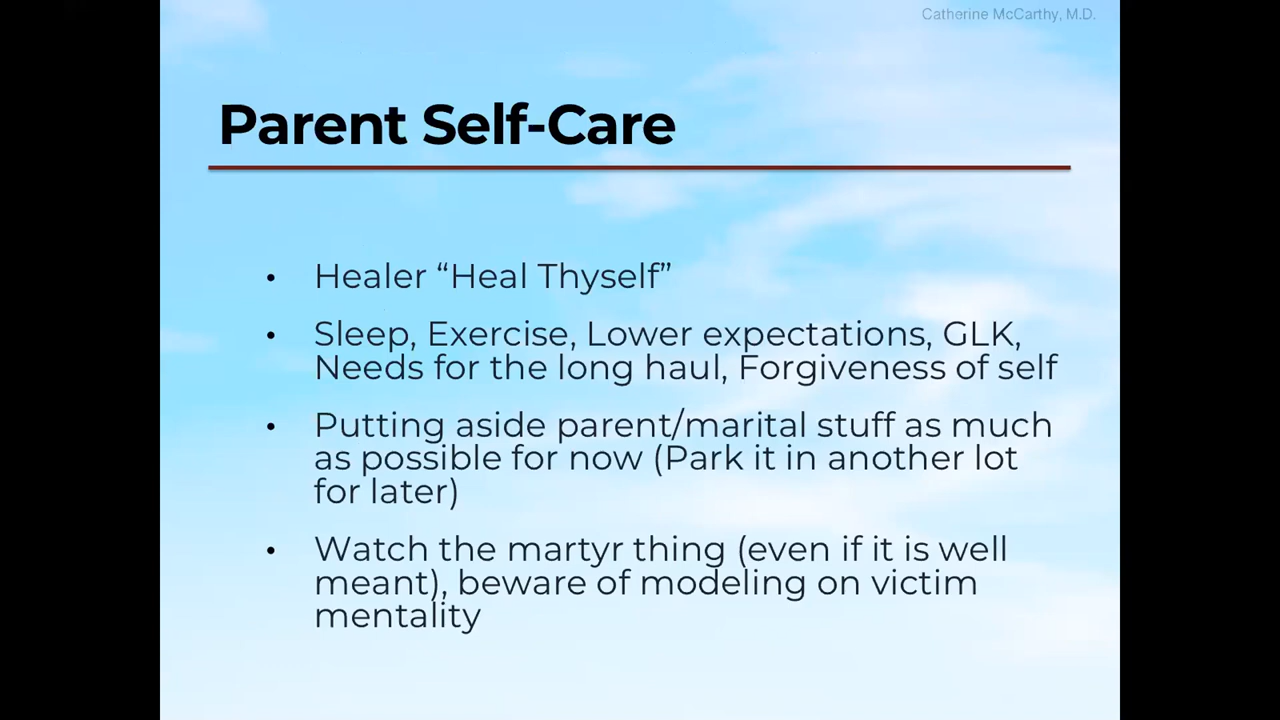 Catherine McCarthy, M.D.
Parent Self-Care
• Healer “Heal Thyself”
• Sleep, Exercise, Lower expectations, GLK,
Needs for the long haul, Forgiveness of self
• Putting aside parent/marital stuff as much
as possible for now (Park it in another lot
for later)
• Watch the martyr thing (even if it is well
meant), beware of modeling on victim
mentality